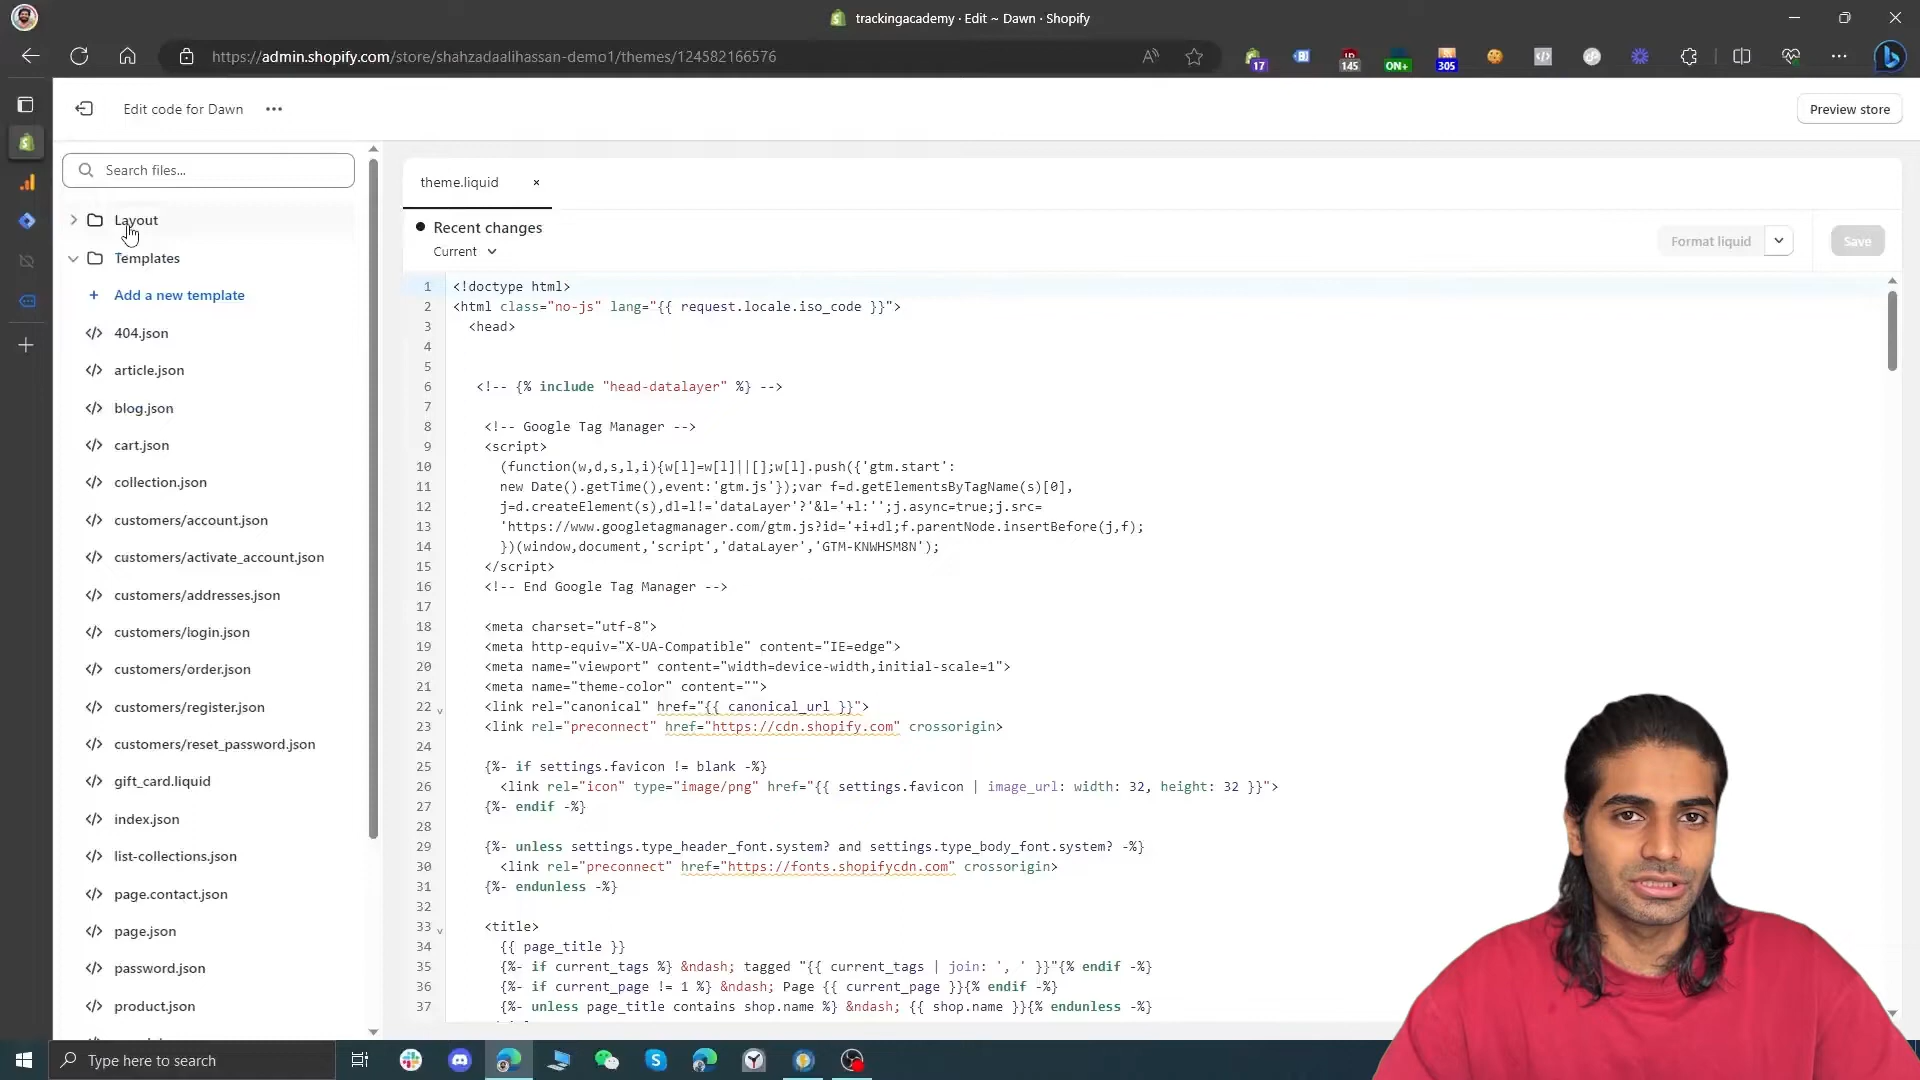 trackingacademy · Edit ~ Dawn · Shopify
https://admin.shopify.com/store/shahzadaalihassan-demo1/themes/124582166576
17
145
ON+
305
Edit code for Dawn
Preview store
Search files...
Layout
Templates
+ Add a new template
404.json
article.json
blog.json
cart.json
collection.json
customers/account.json
customers/activate_account.json
customers/addresses.json
customers/login.json
customers/order.json
customers/register.json
customers/reset_password.json
gift_card.liquid
index.json
list-collections.json
page.contact.json
page.json
password.json
product.json
theme.liquid
Recent changes
Current
Format liquid
Save
1 <!doctype html>
2 <html class="no-js" lang="{{ request.locale.iso_code }}">
3 <head>
4
5
6 <!-- {% include "head-datalayer" %} -->
7
8 <!-- Google Tag Manager -->
9 <script>
10 (function(w,d,s,l,i){w[l]=w[l]||[];w[l].push({'gtm.start':
11 new Date().getTime(),event:'gtm.js'});var f=d.getElementsByTagName(s)[0],
12 j=d.createElement(s),dl=l!='dataLayer'?'&l='+l:'';j.async=true;j.src=
13 'https://www.googletagmanager.com/gtm.js?id='+i+dl;f.parentNode.insertBefore(j,f);
14 })(window,document,'script','dataLayer','GTM-KNWHSM8N');
15 </script>
16 <!-- End Google Tag Manager -->
17
18 <meta charset="utf-8">
19 <meta http-equiv="X-UA-Compatible" content="IE=edge">
20 <meta name="viewport" content="width=device-width,initial-scale=1">
21 <meta name="theme-color" content="">
22 <link rel="canonical" href="{{ canonical_url }}">
23 <link rel="preconnect" href="https://cdn.shopify.com" crossorigin>
24
25 {%- if settings.favicon != blank -%}
26 <link rel="icon" type="image/png" href="{{ settings.favicon | image_url: width: 32, height: 32 }}">
27 {%- endif -%}
28
29 {%- unless settings.type_header_font.system? and settings.type_body_font.system? -%}
30 <link rel="preconnect" href="https://fonts.shopifycdn.com" crossorigin>
31 {%- endunless -%}
32
33 <title>
34 {{ page_title }}
35 {%- if current_tags %} &ndash; tagged "{{ current_tags | join: ', ' }}"{% endif -%}
36 {%- if current_page != 1 %} &ndash; Page {{ current_page }}{% endif -%}
37 {%- unless page_title contains shop.name %} &ndash; {{ shop.name }}{% endunless -%}
Type here to search